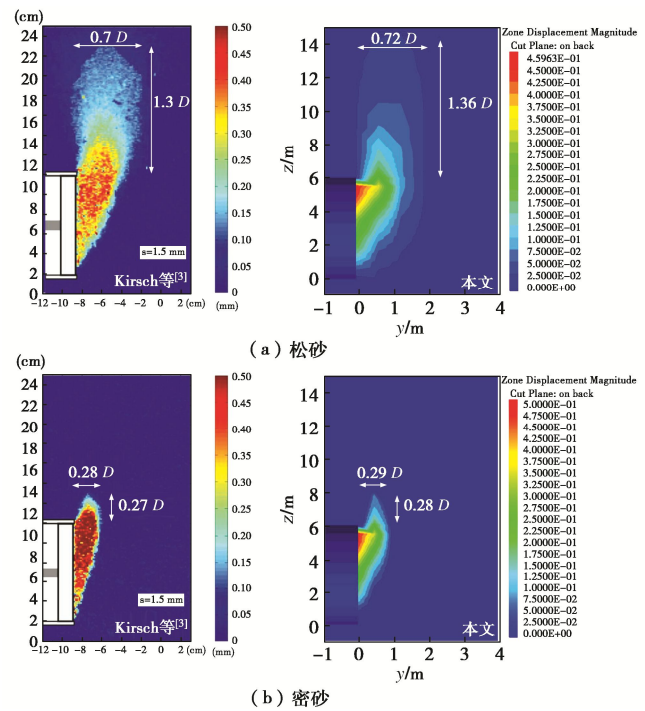 (cm)
24
22
20
18
16
14
12
10
8
6
4
2
0
−12 −10 −8 −6 −4 −2 0 2 (cm)
0.7 D
1.3 D
s=1.5 mm
Kirsch等[3]
0.50
0.45
0.40
0.35
0.30
0.25
0.20
0.15
0.10
0.05
0
(mm)
z/m
14
12
10
8
6
4
2
0
−1 0 1 2 3 4
y/m
0.72 D
1.36 D
本文
Zone Displacement Magnitude
Cut Plane: on back
4.5963E−01
4.5000E−01
4.0000E−01
3.7500E−01
3.5000E−01
3.2500E−01
3.0000E−01
2.7500E−01
2.5000E−01
2.2500E−01
2.0000E−01
1.7500E−01
1.5000E−01
1.2500E−01
1.0000E−01
7.5000E−02
5.0000E−02
2.5000E−02
0.000E+00
(a)松砂
(cm)
24
22
20
18
16
14
12
10
8
6
4
2
0
−12 −10 −8 −6 −4 −2 0 2 (cm)
0.28 D
0.27 D
s=1.5 mm
Kirsch等[3]
0.50
0.45
0.40
0.35
0.30
0.25
0.20
0.15
0.10
0.05
0
(mm)
z/m
14
12
10
8
6
4
2
0
−1 0 1 2 3 4
y/m
0.29 D
0.28 D
本文
Zone Displacement Magnitude
Cut Plane: on back
5.0000E−01
4.7500E−01
4.5000E−01
4.2500E−01
4.0000E−01
3.7500E−01
3.5000E−01
3.2500E−01
3.0000E−01
2.7500E−01
2.5000E−01
2.2500E−01
2.0000E−01
1.7500E−01
1.5000E−01
1.2500E−01
1.0000E−01
7.5000E−02
5.0000E−02
2.5000E−02
0.000E+00
(b)密砂